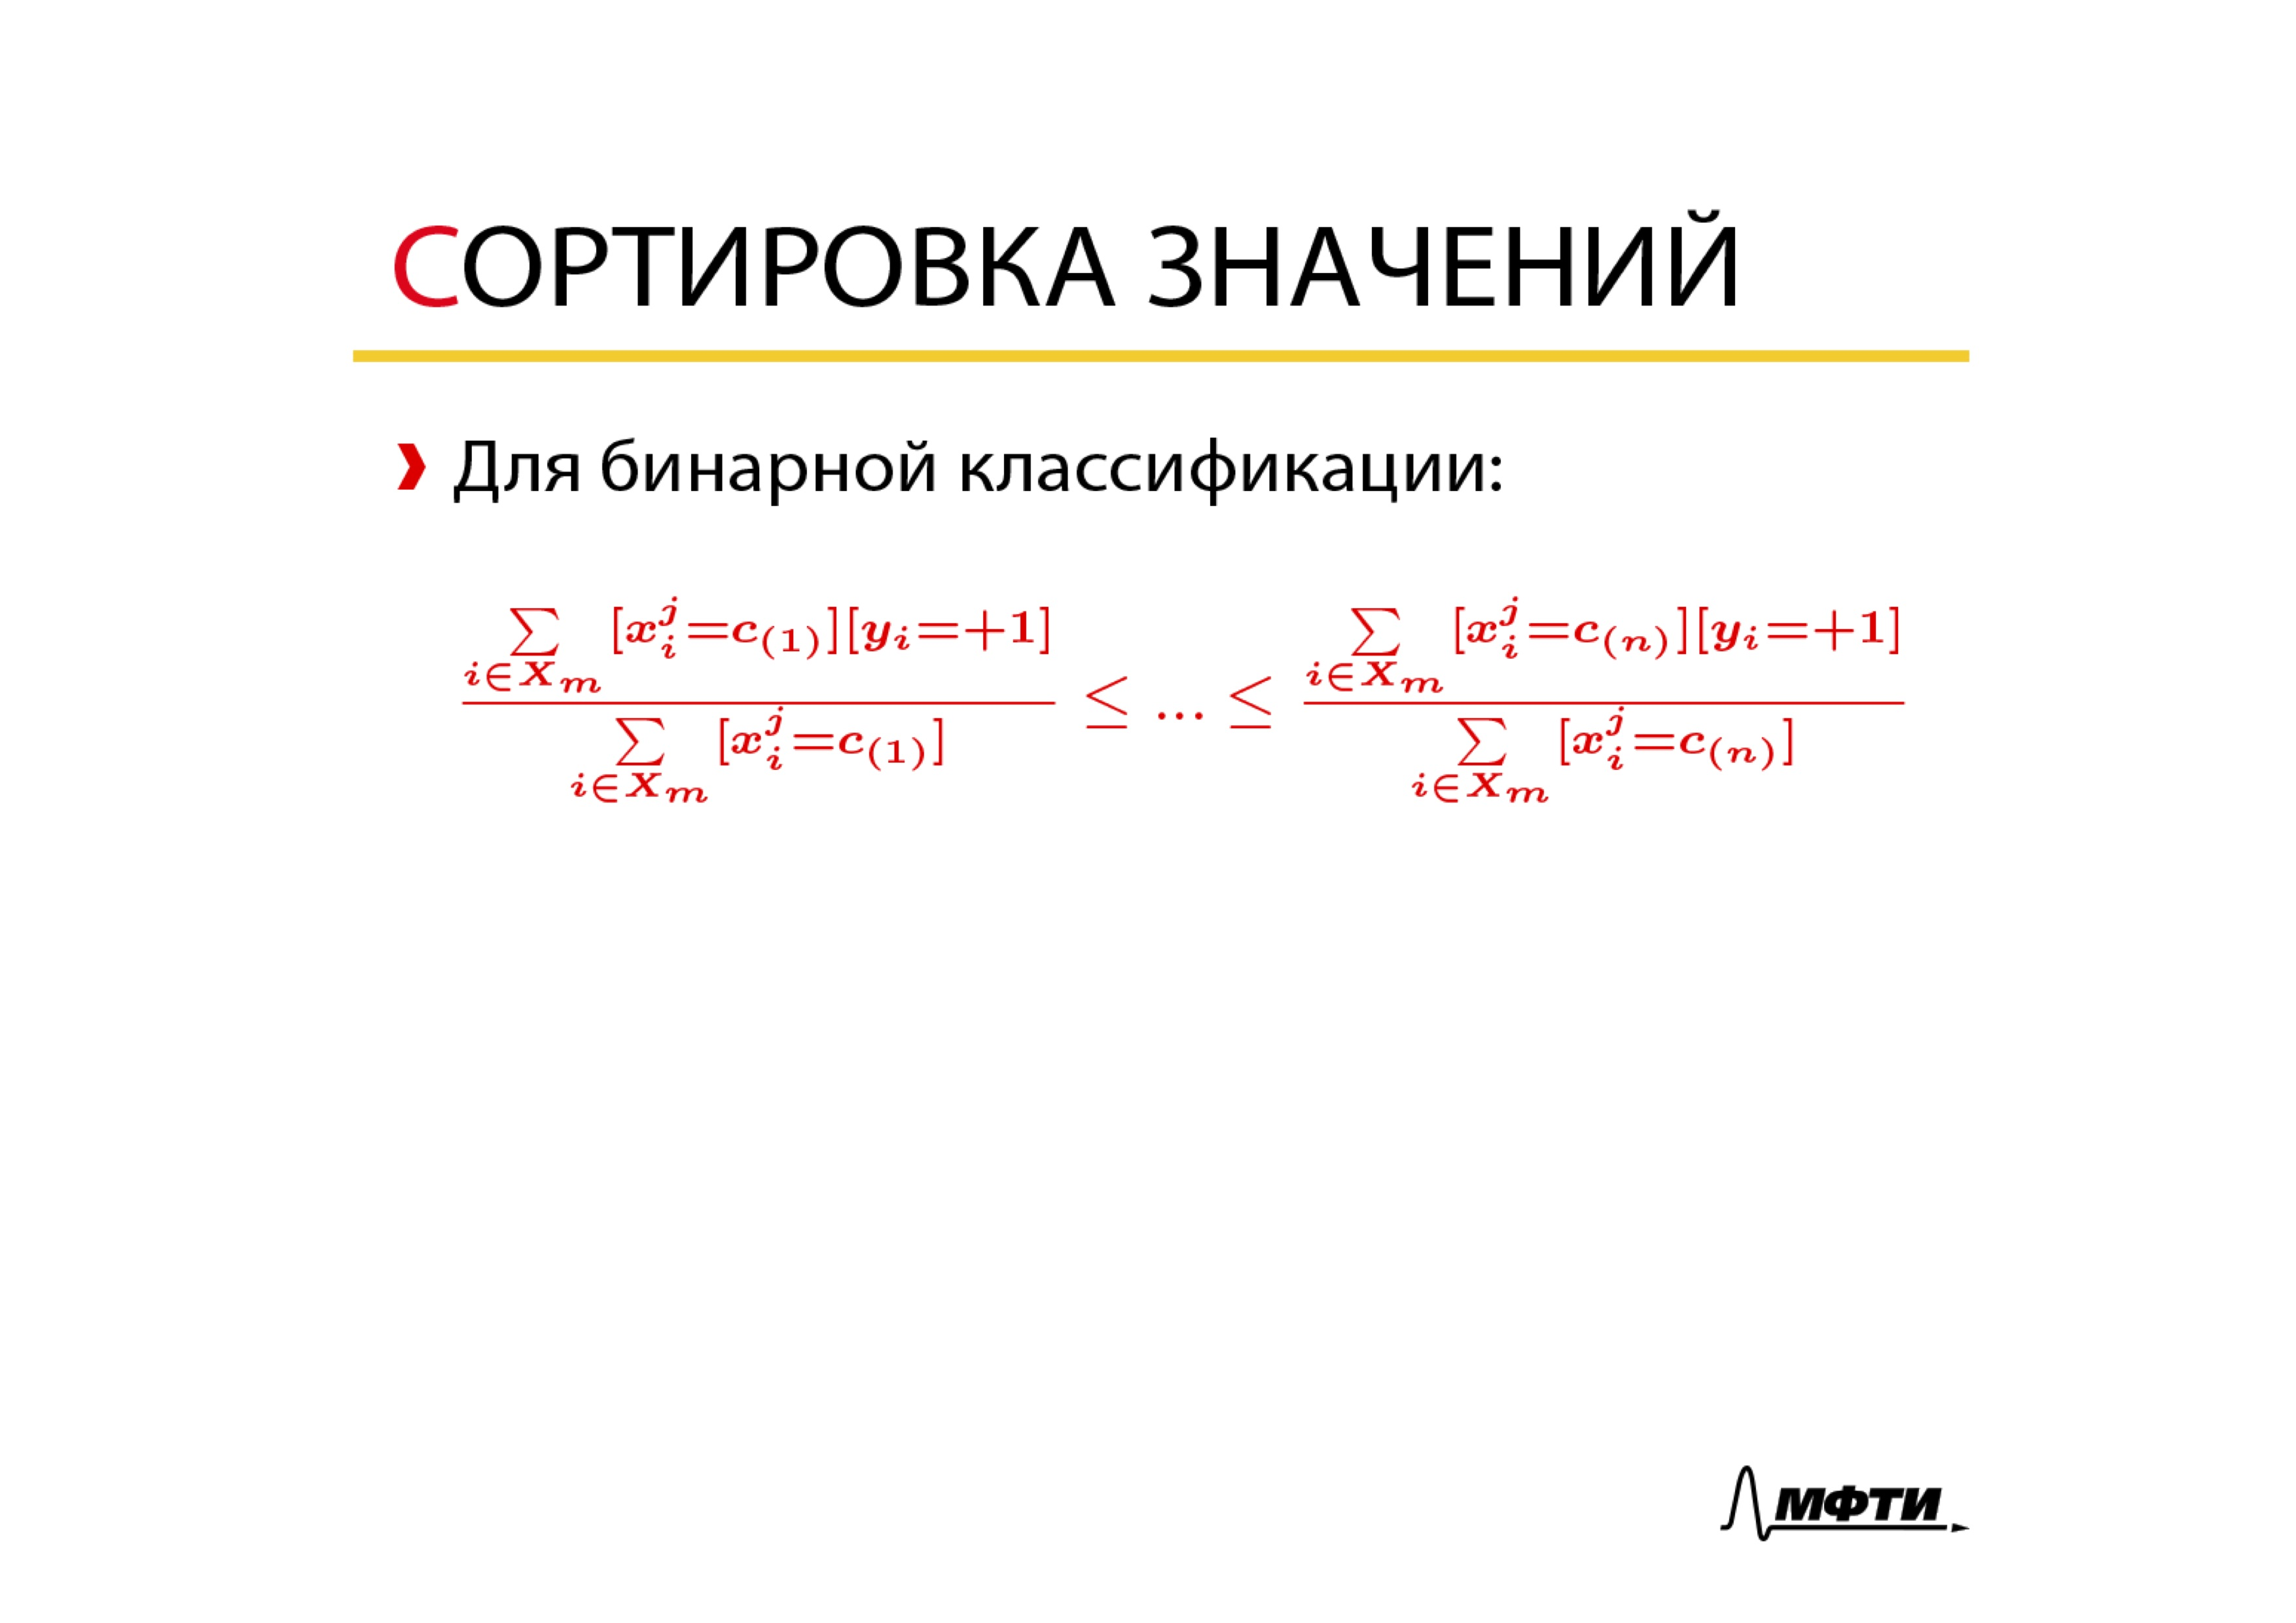 СОРТИРОВКА ЗНАЧЕНИЙ
Для бинарной классификации:
$\frac{\sum_{i \in X_m} [x_i^j = c_{(1)}][y_i = +1]}{\sum_{i \in X_m} [x_i^j = c_{(1)}]} \leq \ldots \leq \frac{\sum_{i \in X_m} [x_i^j = c_{(n)}][y_i = +1]}{\sum_{i \in X_m} [x_i^j = c_{(n)}]}$
МФТИ